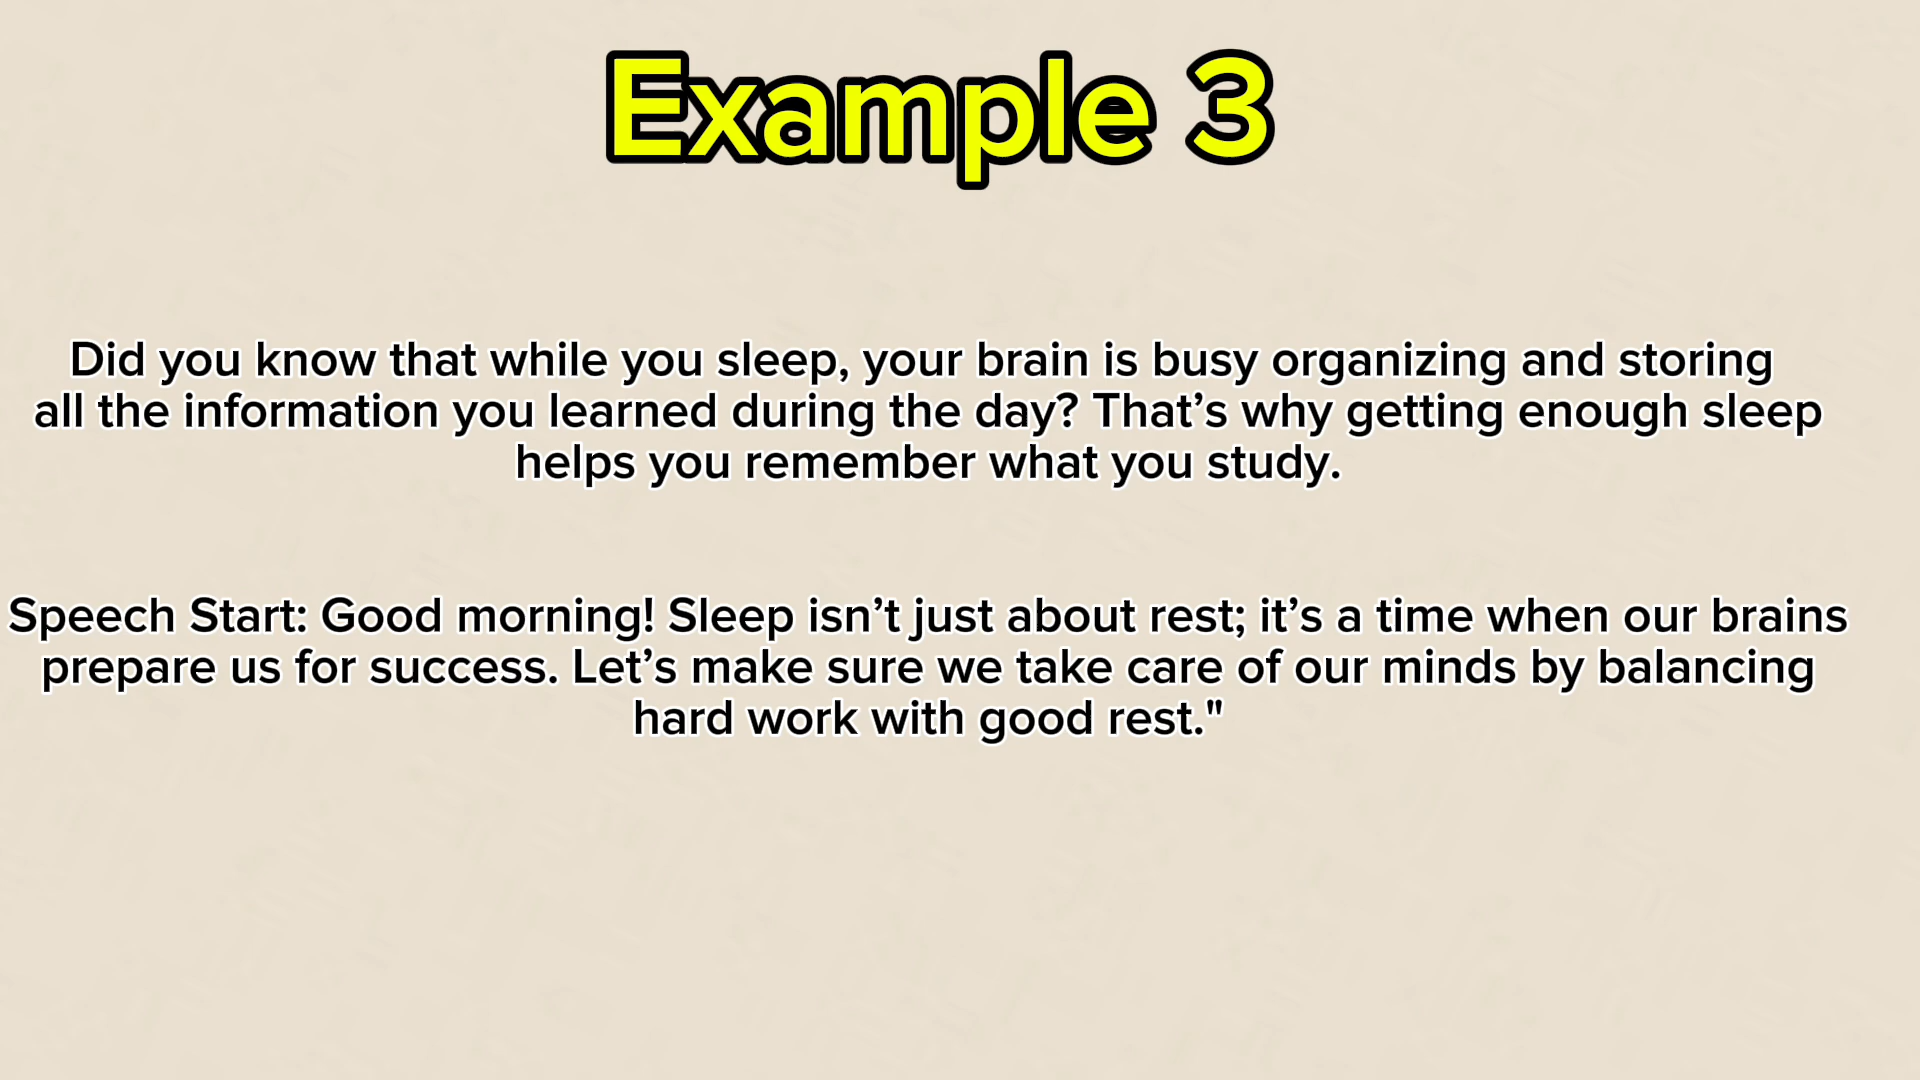 Example 3
Did you know that while you sleep, your brain is busy organizing and storing
all the information you learned during the day? That’s why getting enough sleep
helps you remember what you study.
Speech Start: Good morning! Sleep isn’t just about rest; it’s a time when our brains
prepare us for success. Let’s make sure we take care of our minds by balancing
hard work with good rest."